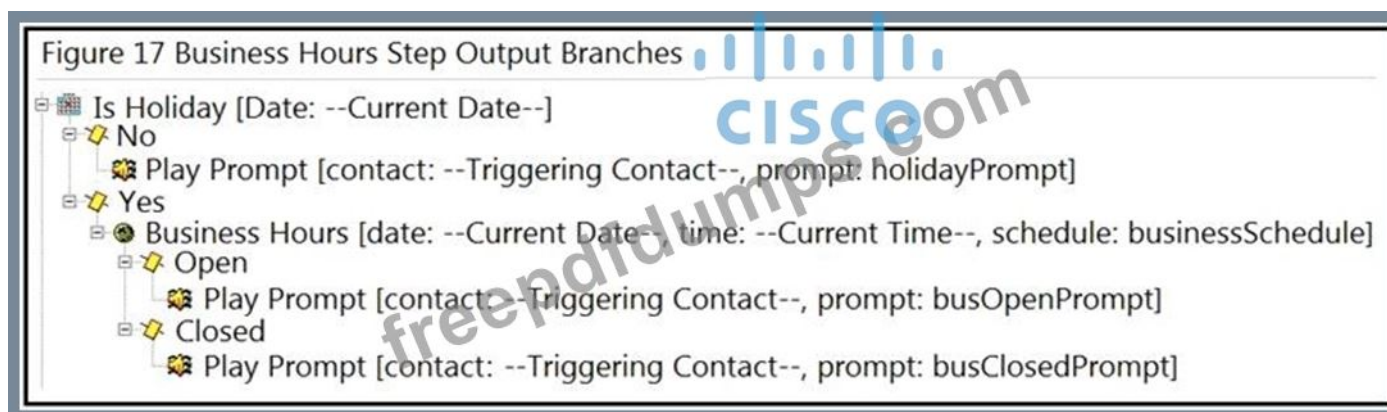 Figure 17 Business Hours Step Output Branches
CISCO
Is Holiday [Date: --Current Date--]
No
Play Prompt [contact: --Triggering Contact--, prompt: holidayPrompt]
Yes
Business Hours [date: --Current Date--, time: --Current Time--, schedule: businessSchedule]
Open
Play Prompt [contact: --Triggering Contact--, prompt: busOpenPrompt]
Closed
Play Prompt [contact: --Triggering Contact--, prompt: busClosedPrompt]
freepdfdumps.com